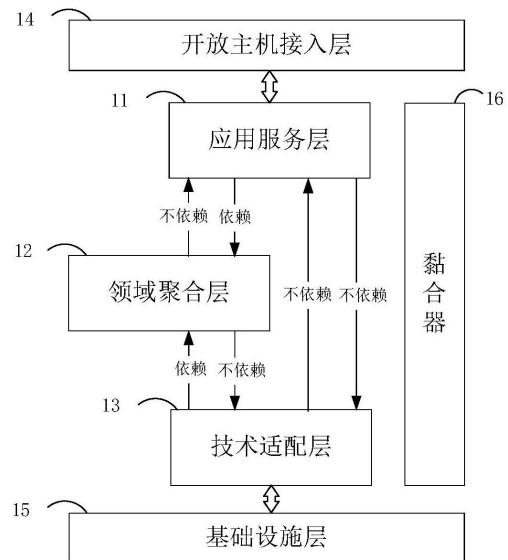 14
开放主机接入层
11
16
应用服务层
不依赖 依赖
12
领域聚合层
黏合器
不依赖 不依赖
依赖 不依赖
13
技术适配层
15
基础设施层